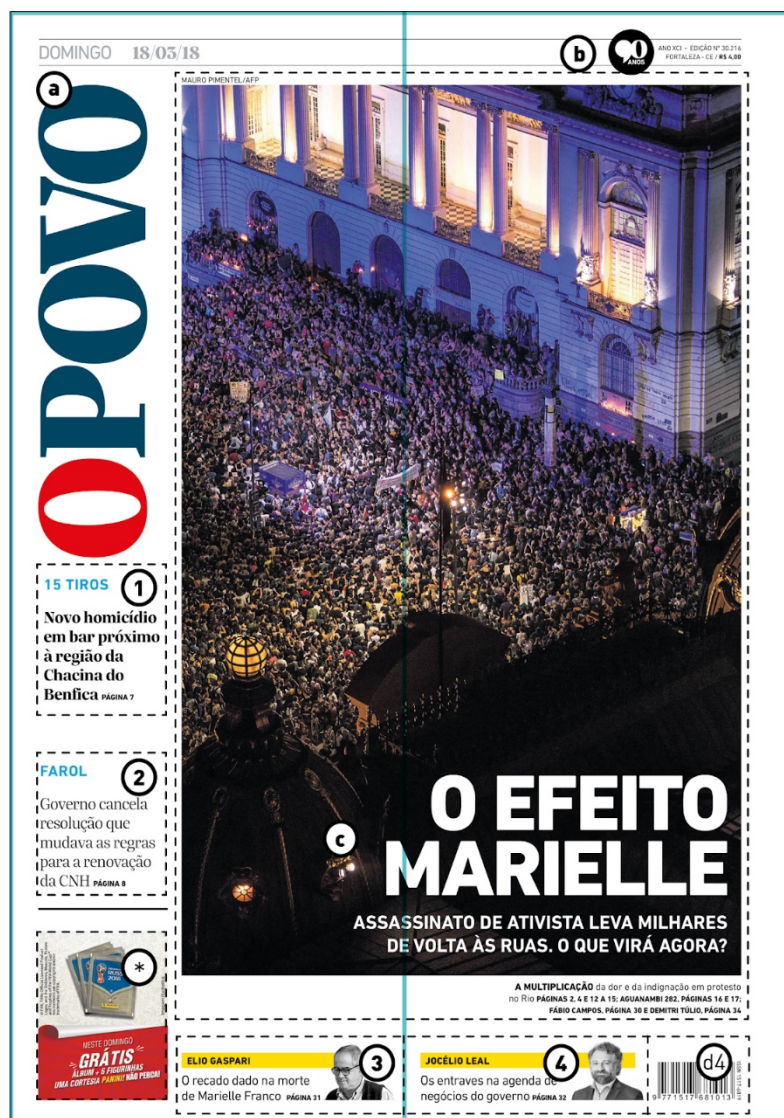 DOMINGO 18/03/18
b
90
ANOS
ANO XCI - EDIÇÃO Nº 30.216
FORTALEZA - CE / R$ 4,00
a
O POVO
MAURO PIMENTEL/AFP
15 TIROS
1
Novo homicídio
em bar próximo
à região da
Chacina do
Benfica PÁGINA 7
FAROL
2
Governo cancela
resolução que
mudava as regras
para a renovação
da CNH PÁGINA 8
*
NESTE DOMINGO
GRÁTIS
ÁLBUM + 6 FIGURINHAS
UMA CORTESIA PANINI! NÃO PERCA!
c
O EFEITO
MARIELLE
ASSASSINATO DE ATIVISTA LEVA MILHARES
DE VOLTA ÀS RUAS. O QUE VIRÁ AGORA?
A MULTIPLICAÇÃO da dor e da indignação em protesto
no Rio PÁGINAS 2, 4 E 12 A 15; AGUANAMBI 282, PÁGINAS 16 E 17;
FÁBIO CAMPOS, PÁGINA 30 E DEMITRI TÚLIO, PÁGINA 34
ELIO GASPARI
3
O recado dado na morte
de Marielle Franco PÁGINA 31
JOCÉLIO LEAL
4
Os entraves na agenda de
negócios do governo PÁGINA 32
d4
9 771517 681013